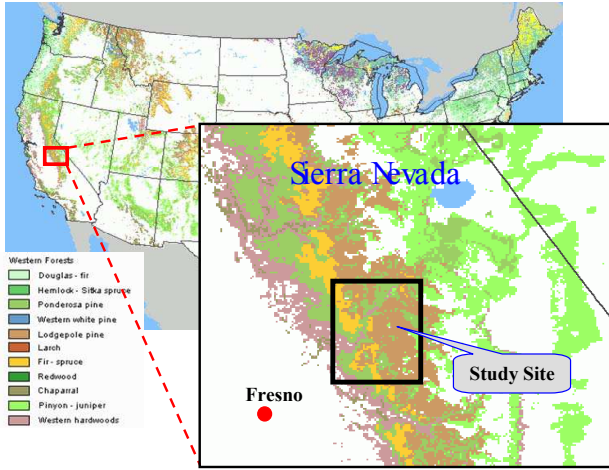 Sierra Nevada
Study Site
Fresno
Western Forests
Douglas - fir
Hemlock - Sitka spruce
Ponderosa pine
Western white pine
Lodgepole pine
Larch
Fir - spruce
Redwood
Chaparral
Pinyon - juniper
Western hardwoods